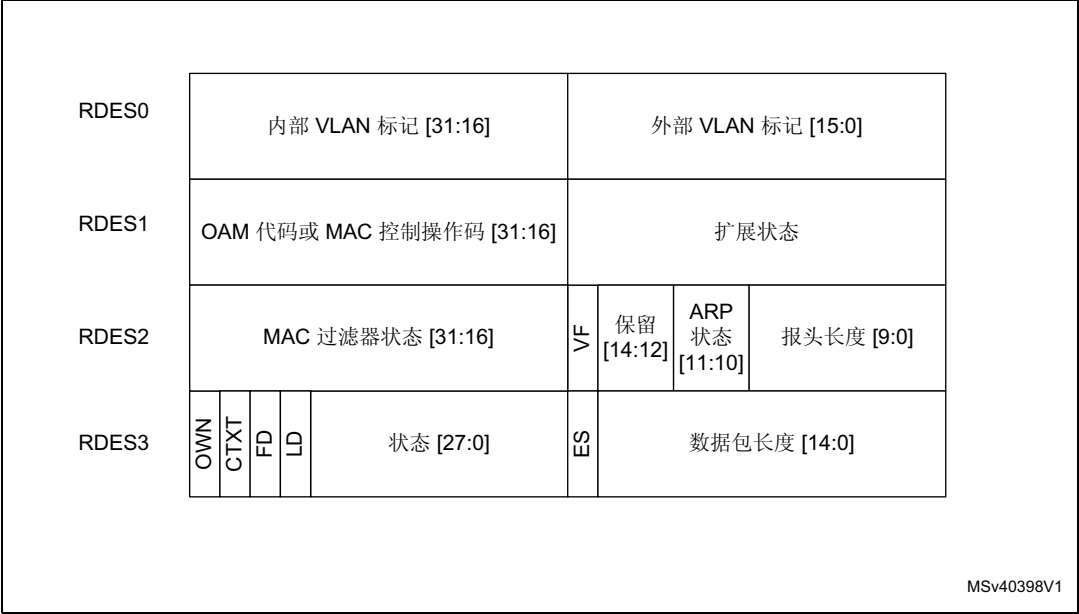 RDES0
内部 VLAN 标记 [31:16]
外部 VLAN 标记 [15:0]
RDES1
OAM 代码或 MAC 控制操作码 [31:16]
扩展状态
RDES2
MAC 过滤器状态 [31:16]
VF
保留
[14:12]
ARP
状态
[11:10]
报头长度 [9:0]
RDES3
OWN
CTXT
FD
LD
状态 [27:0]
ES
数据包长度 [14:0]
MSv40398V1